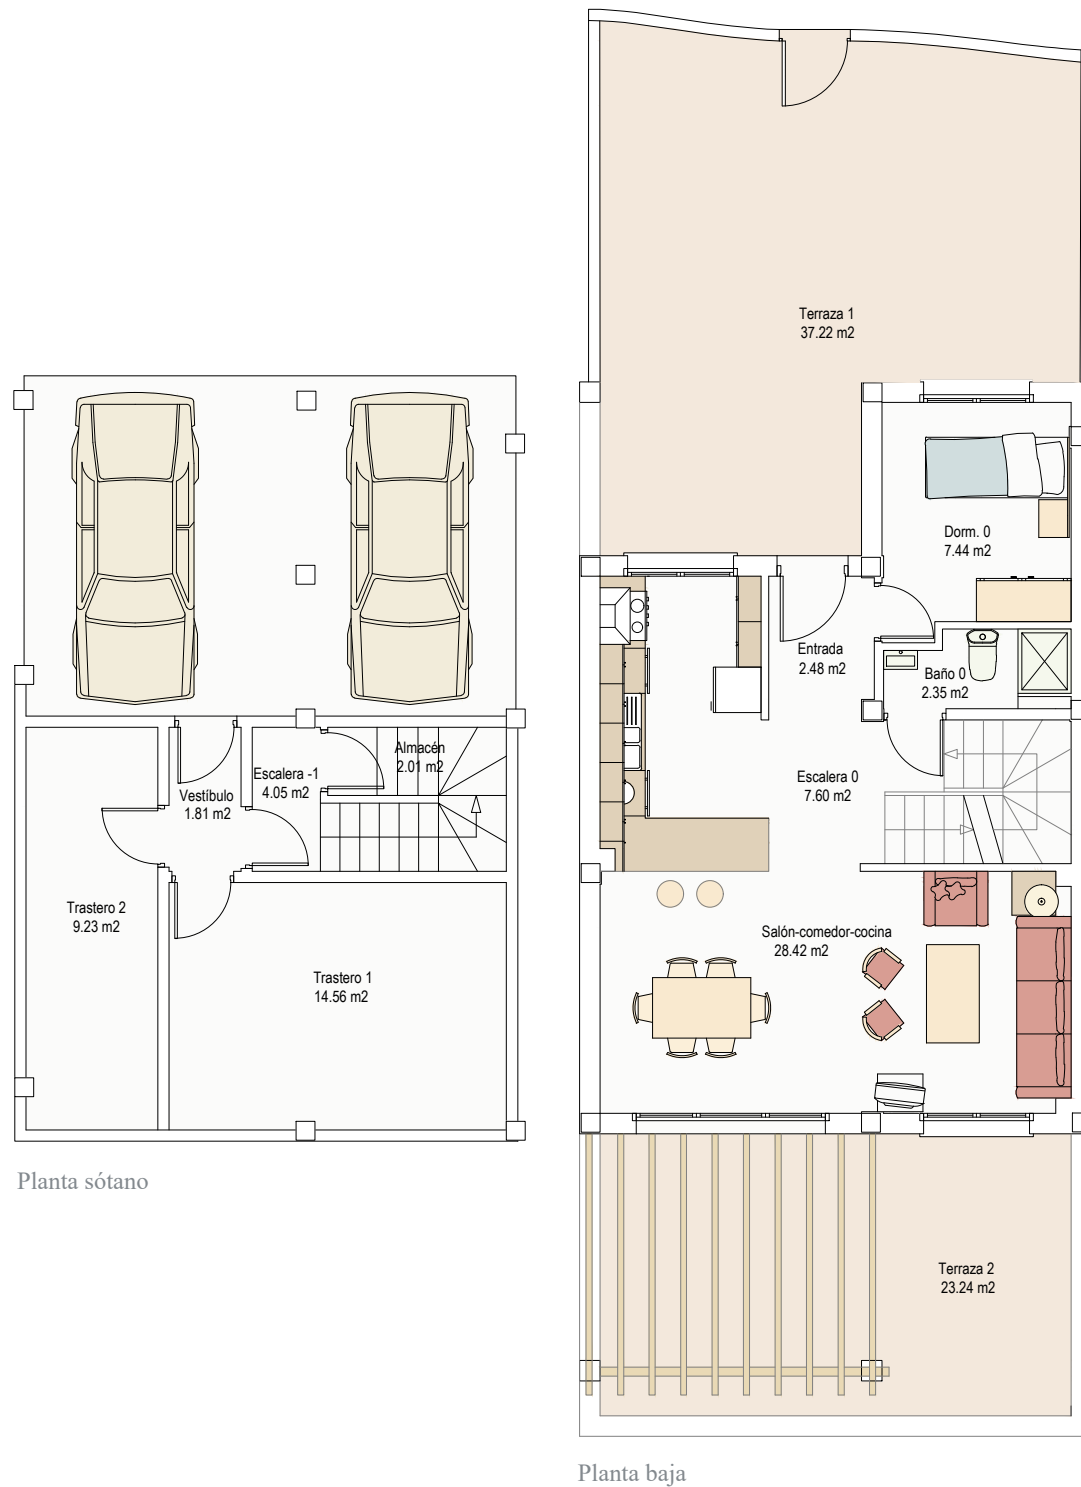 Terraza 1
37.22 m2
Dorm. 0
7.44 m2
Entrada
2.48 m2
Baño 0
2.35 m2
Escalera 0
7.60 m2
Salón-comedor-cocina
28.42 m2
Terraza 2
23.24 m2
Planta baja
Almacén
2.01 m2
Escalera -1
4.05 m2
Vestíbulo
1.81 m2
Trastero 2
9.23 m2
Trastero 1
14.56 m2
Planta sótano